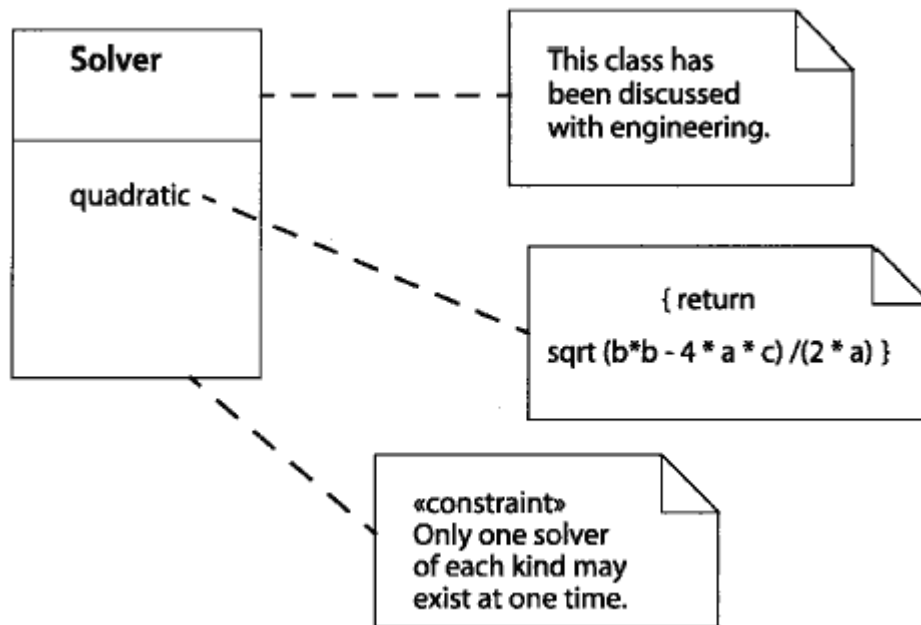 Solver
quadratic
This class has
been discussed
with engineering.
{ return
sqrt (b*b - 4 * a * c) /(2 * a) }
«constraint»
Only one solver
of each kind may
exist at one time.